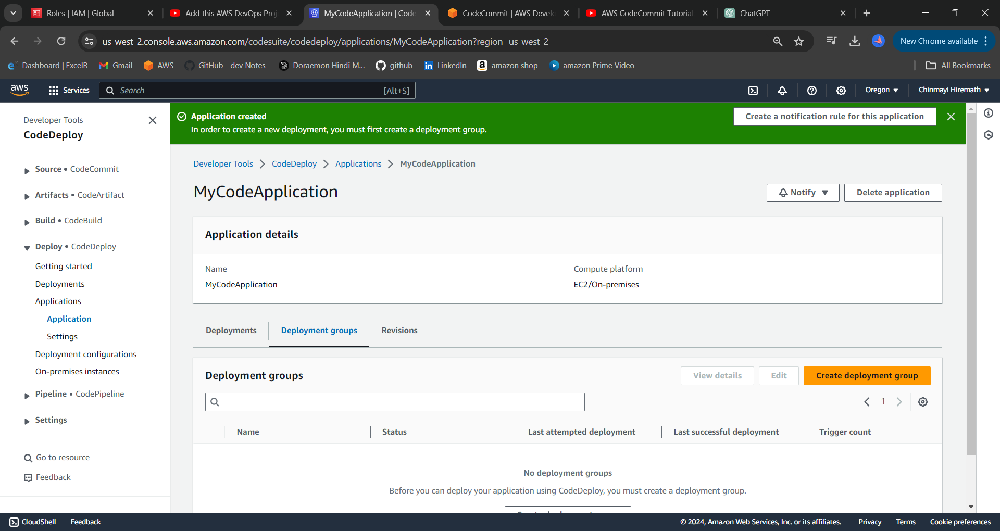 Roles | IAM | Global
Add this AWS DevOps Proj
MyCodeApplication | Code
CodeCommit | AWS Develo
AWS CodeCommit Tutorial
ChatGPT
us-west-2.console.aws.amazon.com/codesuite/codedeploy/applications/MyCodeApplication?region=us-west-2
New Chrome available
Dashboard | ExcelR
Gmail
AWS
GitHub - dev Notes
Doraemon Hindi M...
github
LinkedIn
amazon shop
amazon Prime Video
All Bookmarks
aws
Services
Search
[Alt+S]
Oregon
Chinmayi Hiremath
Developer Tools
CodeDeploy
Source • CodeCommit
Artifacts • CodeArtifact
Build • CodeBuild
Deploy • CodeDeploy
Getting started
Deployments
Applications
Application
Settings
Deployment configurations
On-premises instances
Pipeline • CodePipeline
Settings
Go to resource
Feedback
Application created
In order to create a new deployment, you must first create a deployment group.
Create a notification rule for this application
Developer Tools > CodeDeploy > Applications > MyCodeApplication
MyCodeApplication
Notify
Delete application
Application details
Name
MyCodeApplication
Compute platform
EC2/On-premises
Deployments
Deployment groups
Revisions
Deployment groups
View details
Edit
Create deployment group
1
Name
Status
Last attempted deployment
Last successful deployment
Trigger count
No deployment groups
Before you can deploy your application using CodeDeploy, you must create a deployment group.
CloudShell
Feedback
© 2024, Amazon Web Services, Inc. or its affiliates.
Privacy
Terms
Cookie preferences